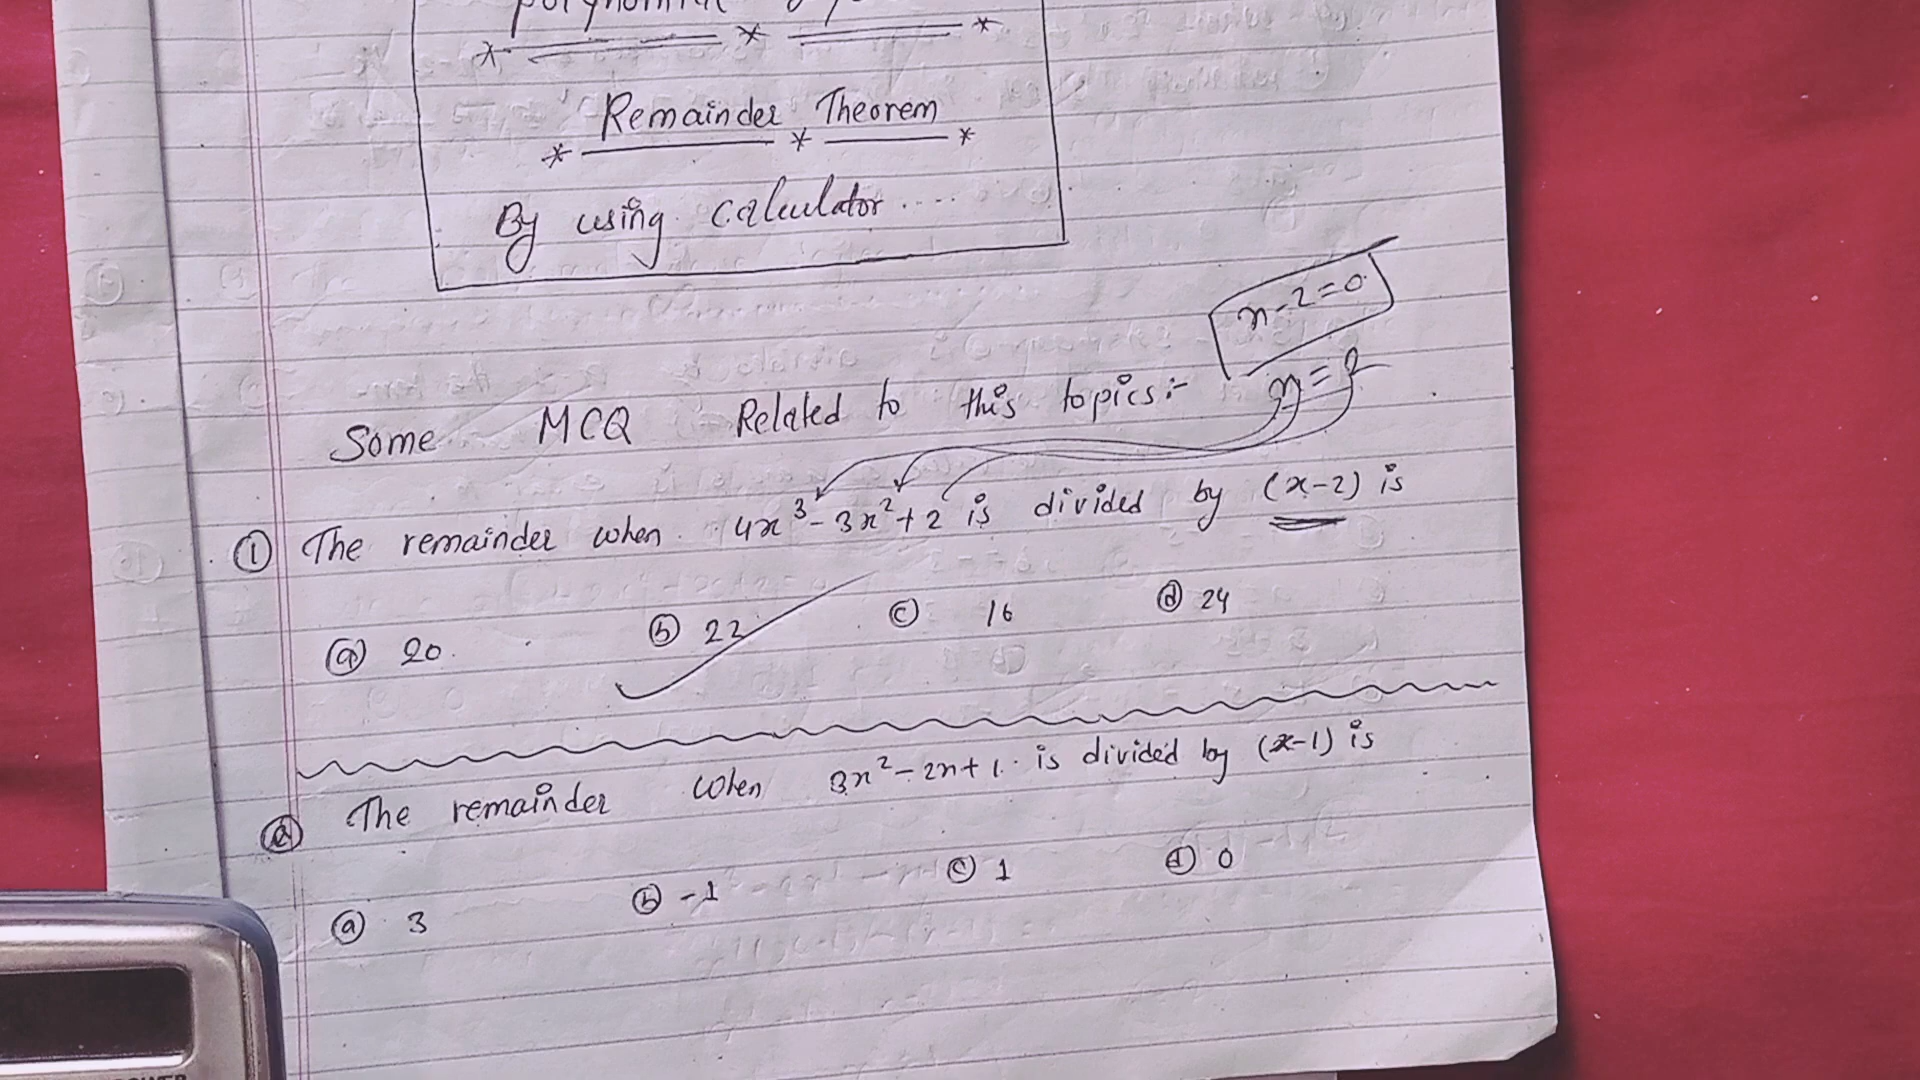 Remainder Theorem
By using calculator ....
x-2=0
x=2
Some MCQ Related to this topics:-
① The remainder when 4x³-3x²+2 is divided by (x-2) is
ⓐ 20 ⓑ 22 ⓒ 16 ⓓ 24
② The remainder when 3x²-2x+1 is divided by (x-1) is
ⓐ 3 ⓑ -1 ⓒ 1 ⓓ 0